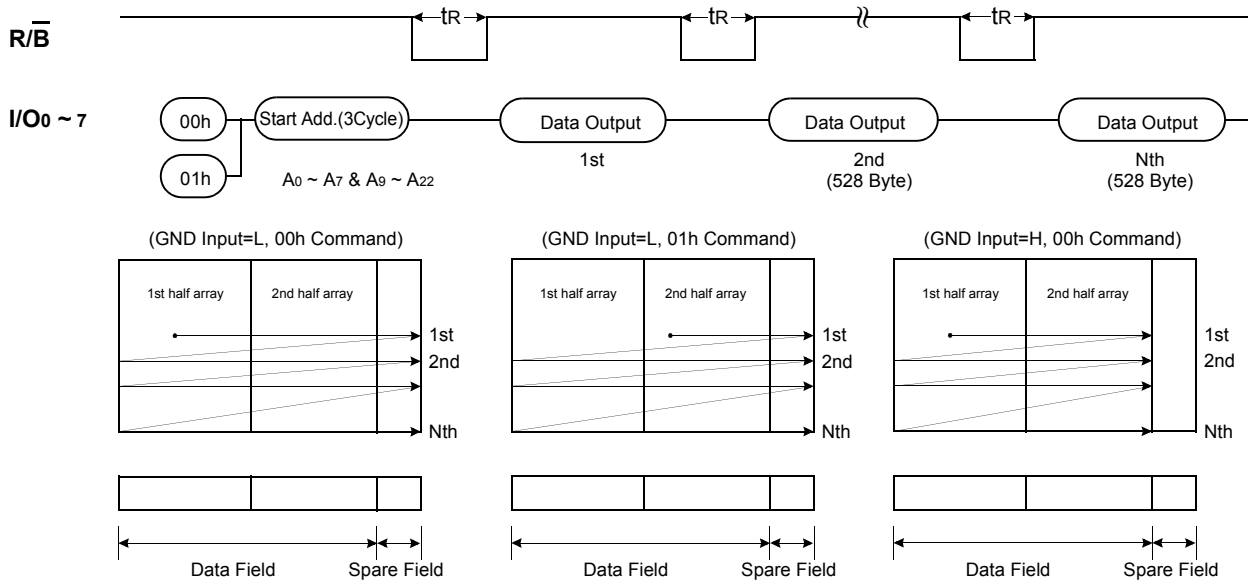 tR tR tR
R/B̅
I/O0 ~ 7 00h Start Add.(3Cycle) Data Output Data Output Data Output
01h A0 ~ A7 & A9 ~ A22 1st 2nd Nth
(528 Byte) (528 Byte)
(GND Input=L, 00h Command) (GND Input=L, 01h Command) (GND Input=H, 00h Command)
1st half array 2nd half array 1st half array 2nd half array 1st half array 2nd half array
1st 1st 1st
2nd 2nd 2nd
Nth Nth Nth
Data Field Spare Field Data Field Spare Field Data Field Spare Field